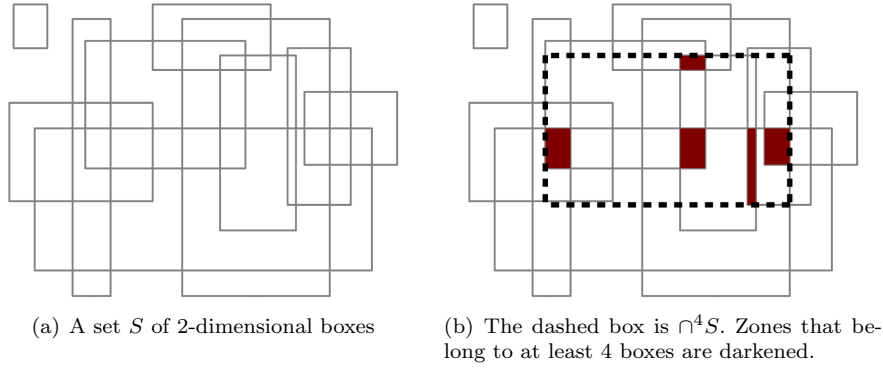 (a) A set S of 2-dimensional boxes
(b) The dashed box is ∩⁴S. Zones that be-
long to at least 4 boxes are darkened.